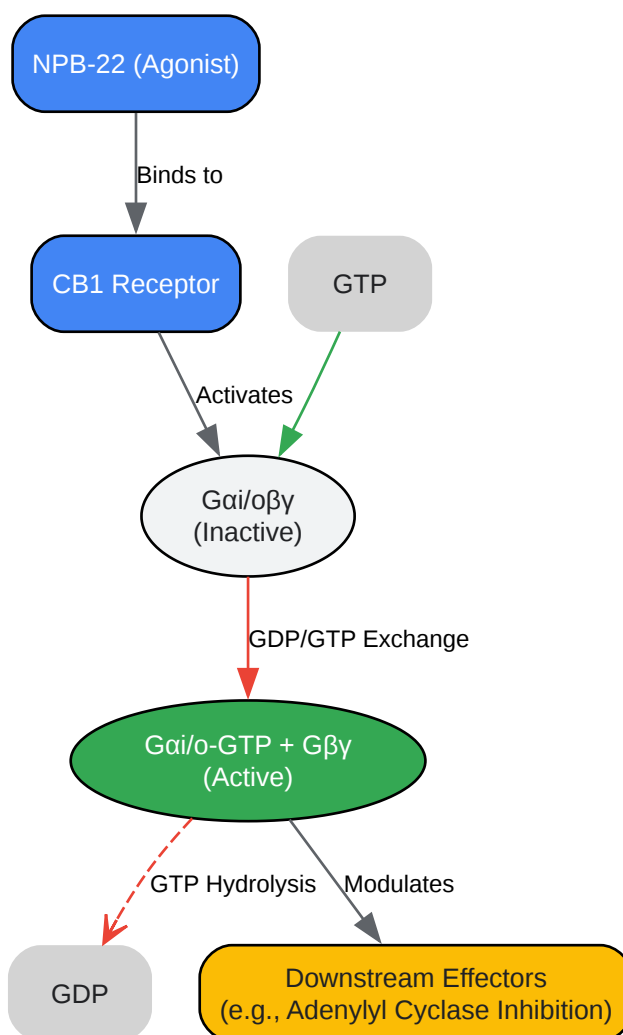 NPB-22 (Agonist)
Binds to
CB1 Receptor
GTP
Activates
Gαi/oβγ
(Inactive)
GDP/GTP Exchange
Gαi/o-GTP + Gβγ
(Active)
GTP Hydrolysis
Modulates
GDP
Downstream Effectors
(e.g., Adenylyl Cyclase Inhibition)